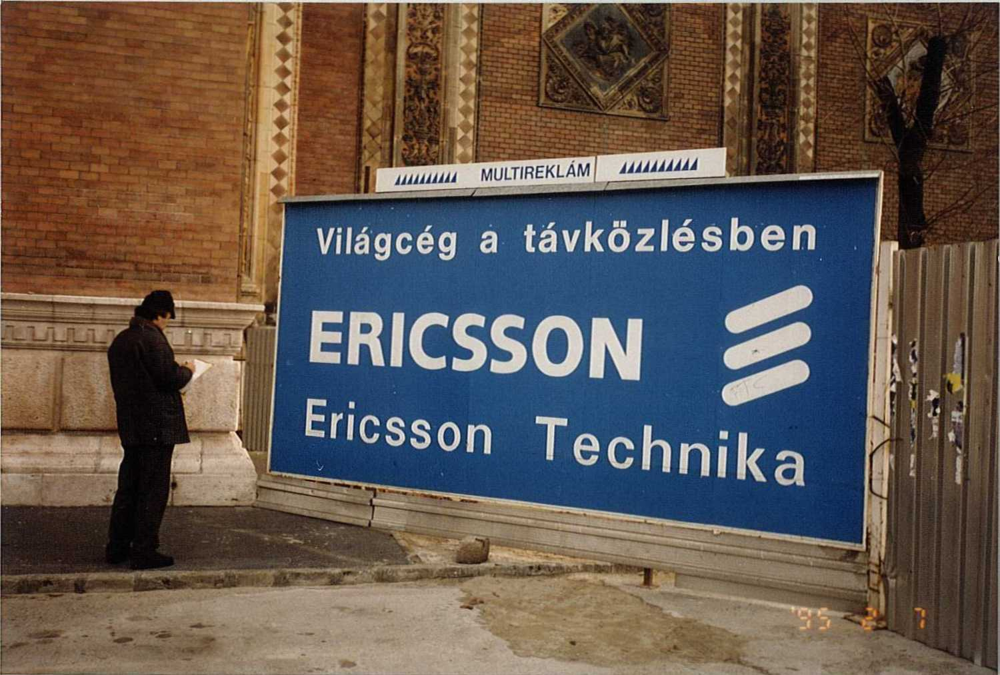 MULTIREKLÁM
Világcég a távközlésben
ERICSSON
Ericsson Technika
'95 2 7